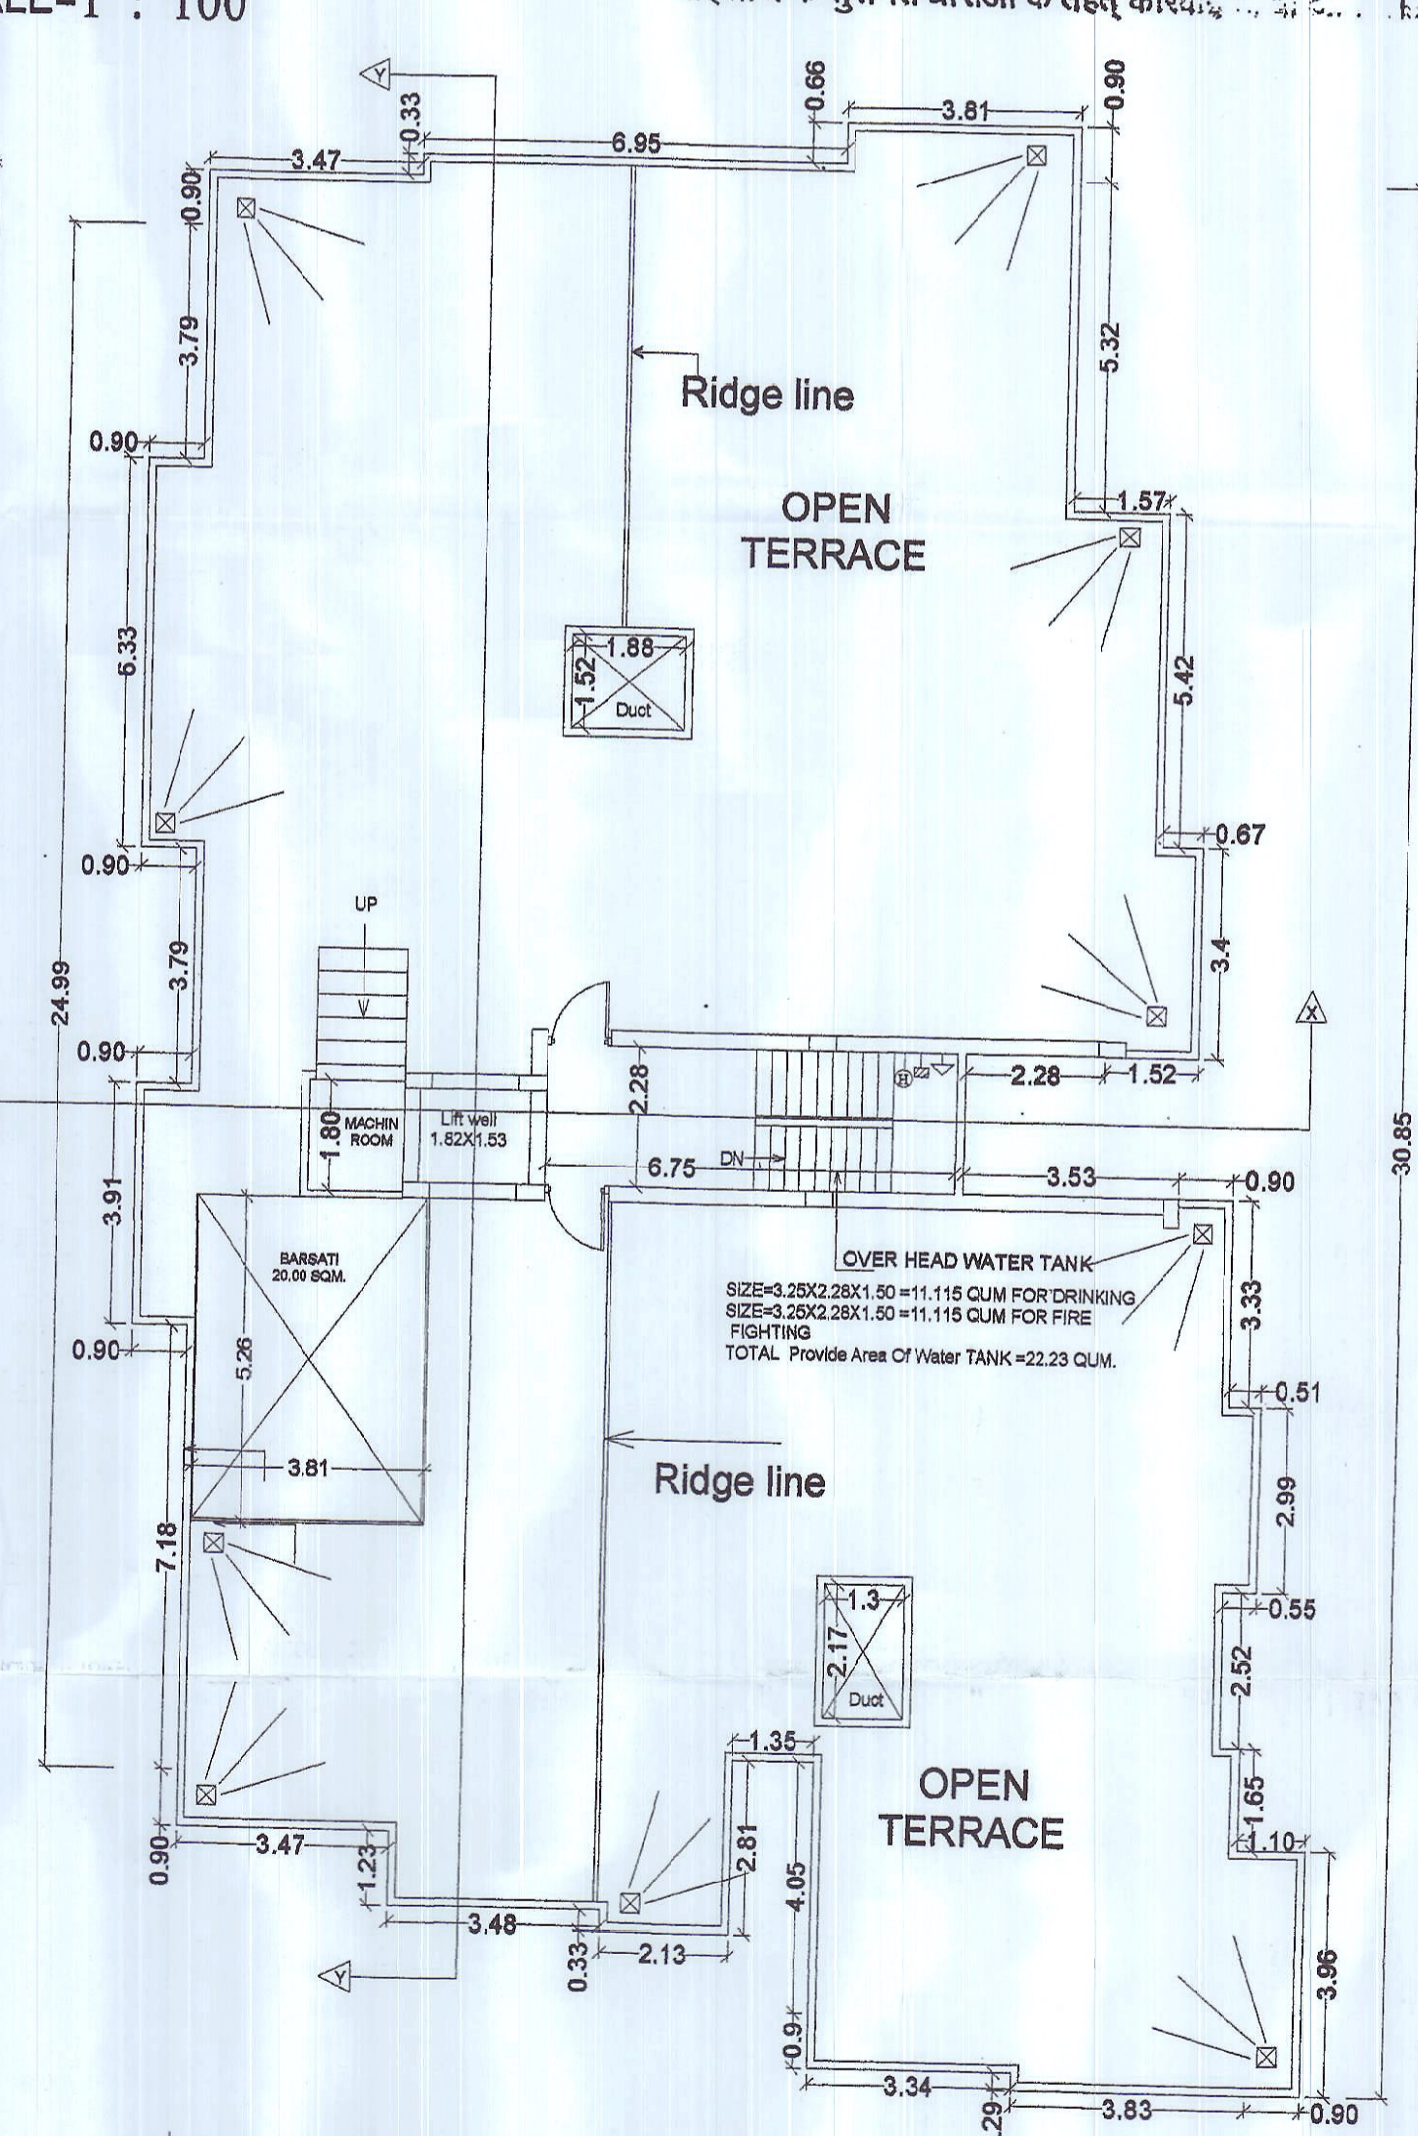 : 100
Y
0.33
0.66
3.81
0.90
3.47
6.95
0.90
3.79
5.32
Ridge line
0.90
OPEN
TERRACE
1.57
6.33
1.88
1.52
Duct
5.42
0.67
0.90
UP
3.79
3.4
24.99
X
0.90
2.28
H
2.28
1.52
1.80
MACHIN
ROOM
Lift well
1.82X1.53
30.85
DN
6.75
3.53
0.90
3.91
BARSATI
20.00 SQM.
OVER HEAD WATER TANK
SIZE=3.25X2.28X1.50 =11.115 QUM FOR DRINKING
SIZE=3.25X2.28X1.50 =11.115 QUM FOR FIRE
FIGHTING
TOTAL Provide Area Of Water TANK =22.23 QUM.
3.33
0.90
5.26
0.51
3.81
Ridge line
2.99
7.18
1.3
2.17
Duct
0.55
2.52
1.35
OPEN
TERRACE
1.65
1.10
0.90
3.47
1.23
2.81
4.05
3.48
0.33
2.13
3.96
Y
0.9
3.34
.29
3.83
0.90